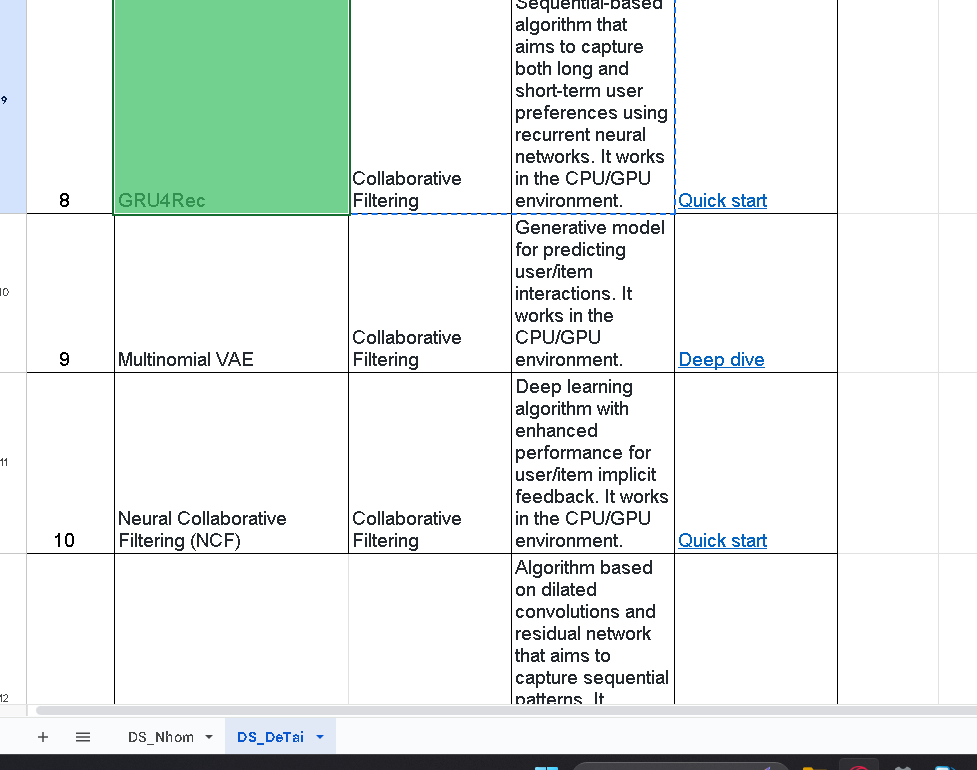 Sequential-based
algorithm that
aims to capture
both long and
short-term user
preferences using
recurrent neural
networks. It works
in the CPU/GPU
environment.
9
8
GRU4Rec
Collaborative
Filtering
Quick start
Generative model
for predicting
user/item
interactions. It
works in the
CPU/GPU
environment.
10
9
Multinomial VAE
Collaborative
Filtering
Deep dive
Deep learning
algorithm with
enhanced
performance for
user/item implicit
feedback. It works
in the CPU/GPU
environment.
11
10
Neural Collaborative
Filtering (NCF)
Collaborative
Filtering
Quick start
Algorithm based
on dilated
convolutions and
residual network
that aims to
capture sequential
patterns. It
12
DS_Nhom
DS_DeTai